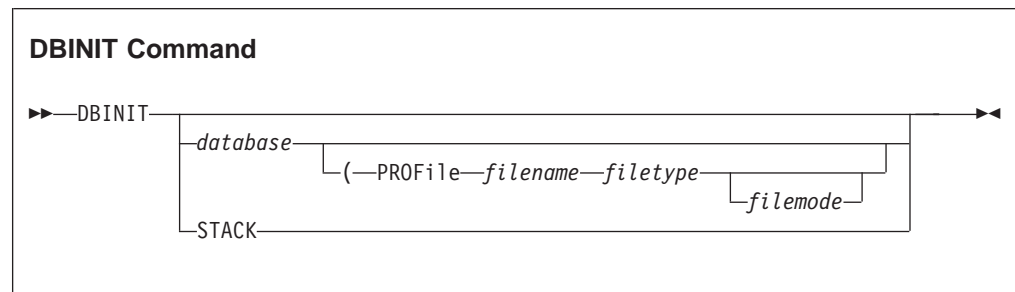 DBINIT Command
DBINIT
database
( PROFile filename filetype
filemode
STACK